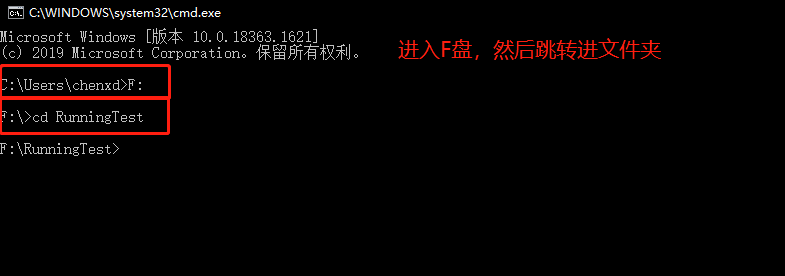 C:\WINDOWS\system32\cmd.exe
Microsoft Windows [版本 10.0.18363.1621]
(c) 2019 Microsoft Corporation。保留所有权利。
进入F盘，然后跳转进文件夹
C:\Users\chenxd>F:
F:\>cd RunningTest
F:\RunningTest>